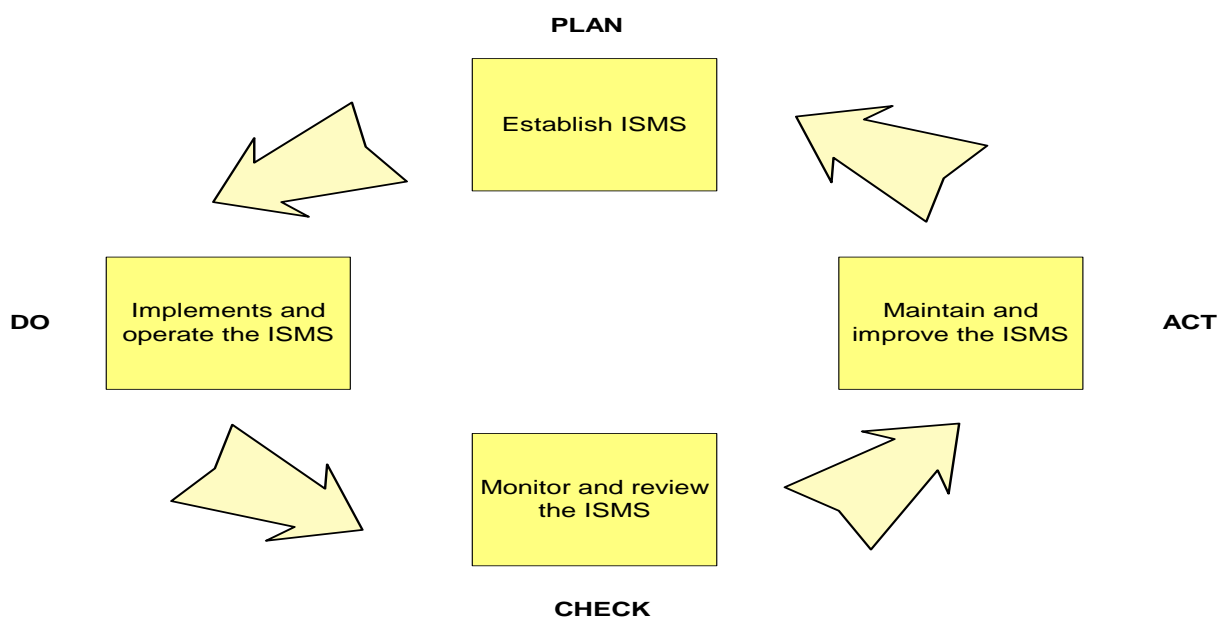 PLAN
Establish ISMS
DO
Implements and
operate the ISMS
Maintain and
improve the ISMS
ACT
Monitor and review
the ISMS
CHECK